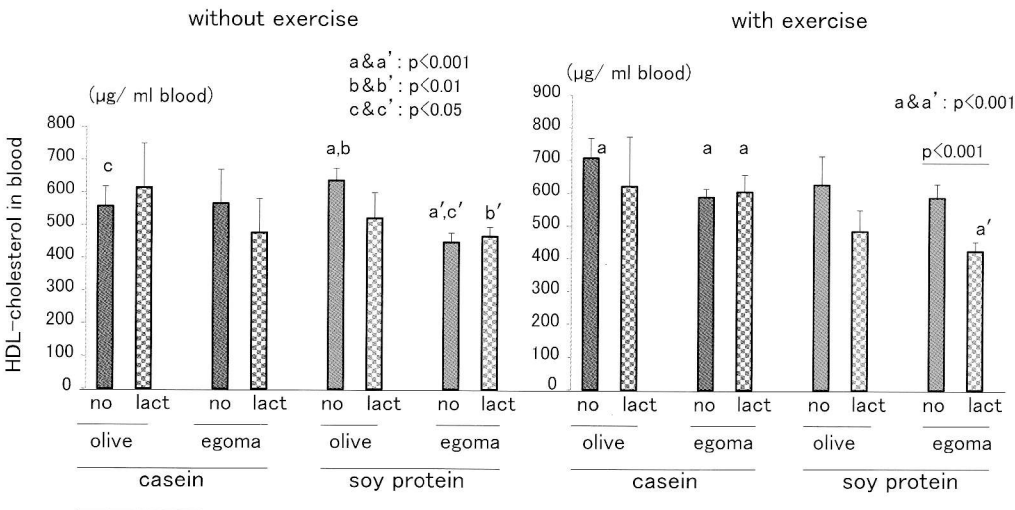 without exercise
a&a' : p<0.001
b&b' : p<0.01
c&c' : p<0.05
(μg/ ml blood)
HDL-cholesterol in blood
800
700
600
500
400
300
200
100
0
c
a,b
a',c'
b'
no lact no lact no lact no lact
olive egoma olive egoma
casein soy protein
with exercise
(μg/ ml blood)
a&a' : p<0.001
900
800
700
600
500
400
300
200
100
0
a
a
a
p<0.001
a'
no lact no lact no lact no lact
olive egoma olive egoma
casein soy protein